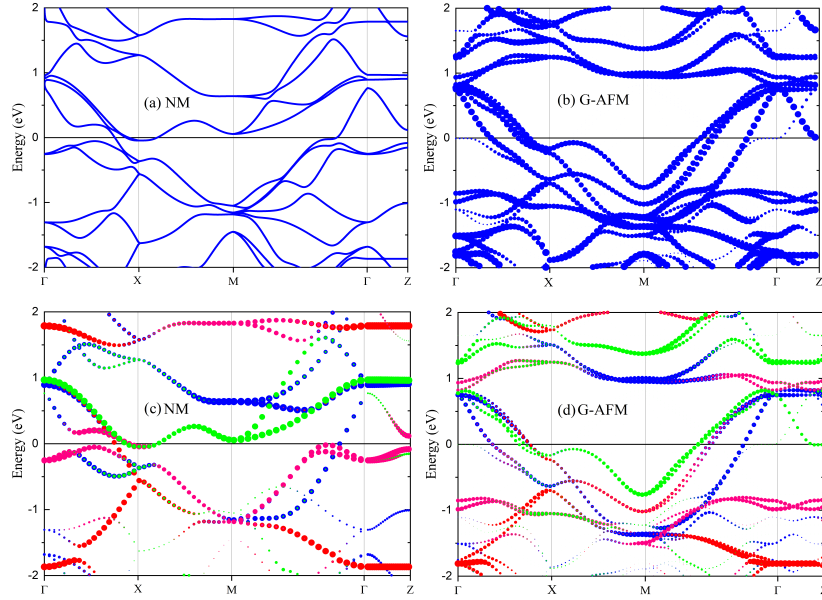 2
1
0
-1
-2
Energy (eV)
(a) NM
Γ
X
M
Γ
Z
2
1
0
-1
-2
Energy (eV)
(b) G-AFM
Γ
X
M
Γ
Z
2
1
0
-1
-2
Energy (eV)
(c) NM
Γ
X
M
Γ
Z
2
1
0
-1
-2
Energy (eV)
(d) G-AFM
Γ
X
M
Γ
Z